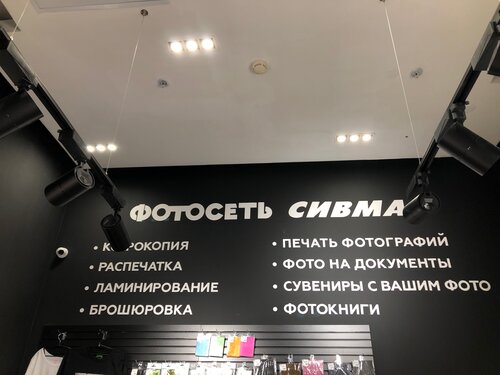 ФОТОСЕТЬ СИВМА
• РАСПЕЧАТКА
• ЛАМИНИРОВАНИЕ
• БРОШЮРОВКА
• ПЕЧАТЬ ФОТОГРАФИЙ
• ФОТО НА ДОКУМЕНТЫ
• СУВЕНИРЫ С ВАШИМ ФОТО
• ФОТОКНИГИ